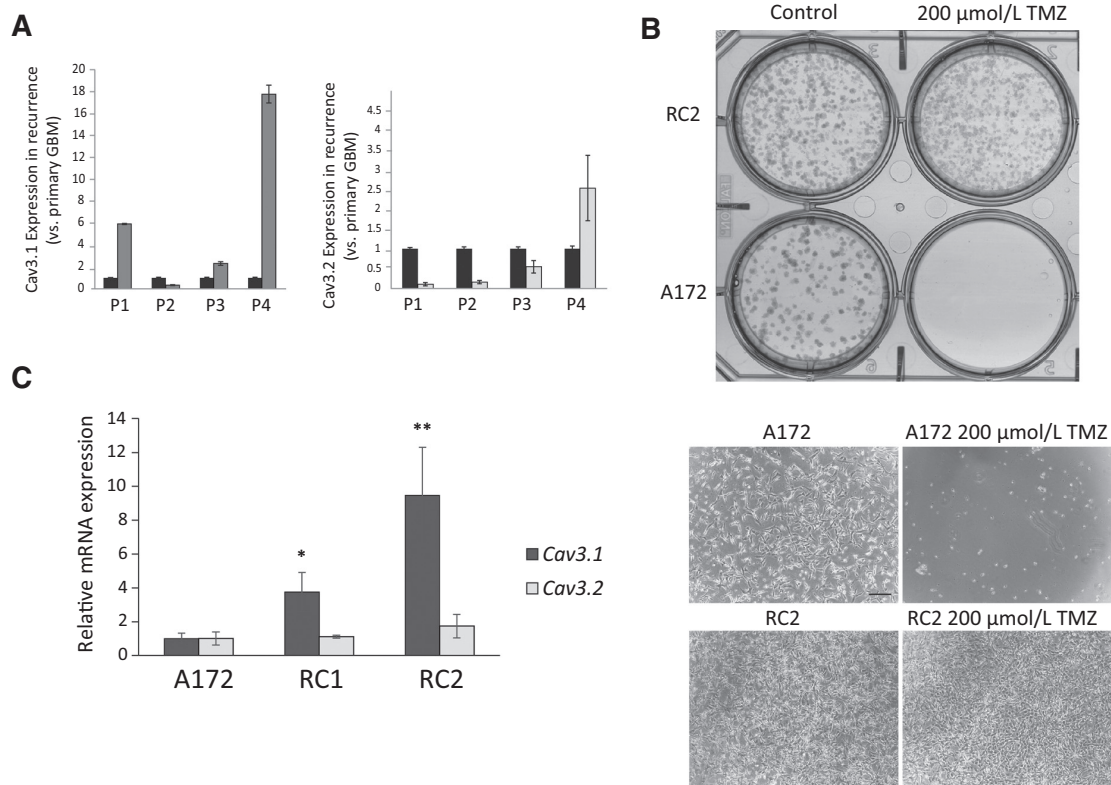 A
Cav3.1 Expression in recurrence
(vs. primary GBM)
20
18
16
14
12
10
8
6
4
2
0
P1 P2 P3 P4
Cav3.2 Expression in recurrence
(vs. primary GBM)
4.5
4
3.5
3
2.5
2
1.5
1
0.5
0
P1 P2 P3 P4
B
Control 200 µmol/L TMZ
RC2
A172
A172 A172 200 µmol/L TMZ
RC2 RC2 200 µmol/L TMZ
C
Relative mRNA expression
14
12
10
8
6
4
2
0
*
**
A172 RC1 RC2
Cav3.1
Cav3.2